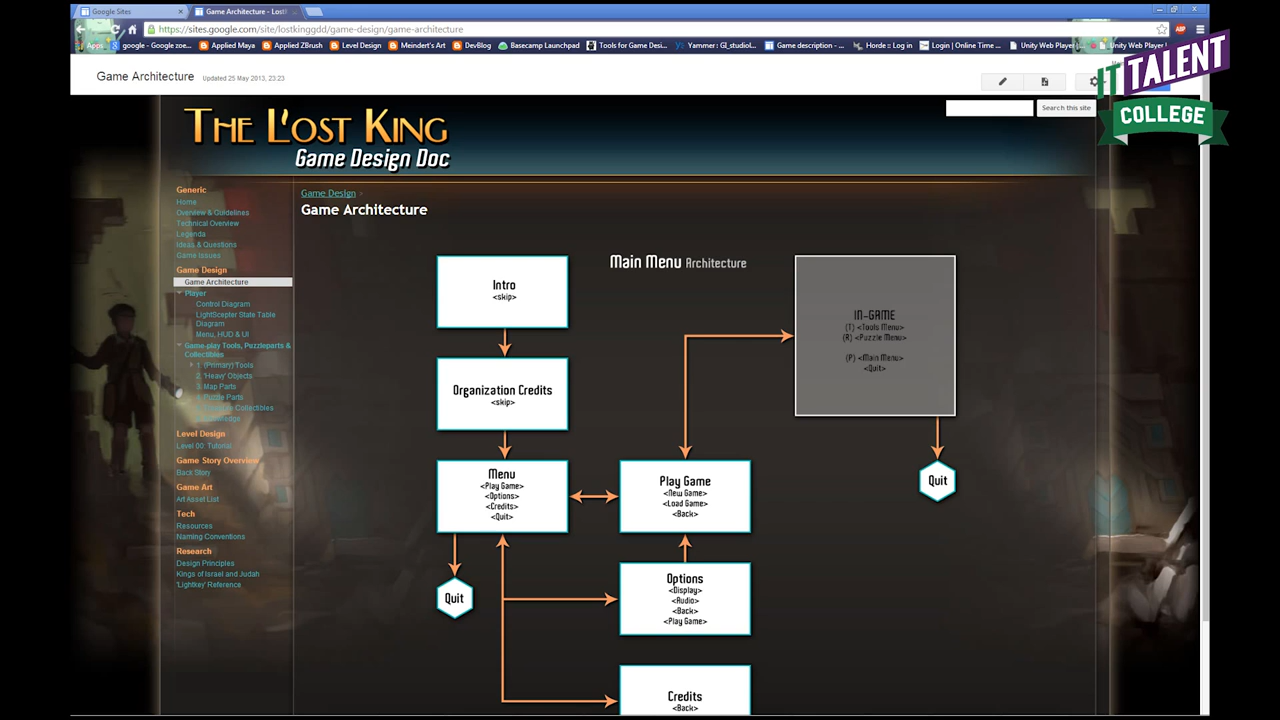 Google Sites
Game Architecture - Lost
https://sites.google.com/site/lostkinggdd/game-design/game-architecture
Apps
google - Google zoe...
Applied Maya
Applied ZBrush
Level Design
Meindert's Art
DevBlog
Basecamp Launchpad
Tools for Game Desi...
Yammer : GI_studiol...
Game description - ...
Horde :: Log in
Login | Online Time ...
Unity Web Player |
Unity Web Player
Game Architecture
Updated 25 May 2013, 23:23
IT TALENT
COLLEGE
Search this site
The Lost King
Game Design Doc
Generic
Home
Overview & Guidelines
Technical Overview
Legenda
Ideas & Questions
Game Issues
Game Design
Game Architecture
Player
Control Diagram
LightScepter State Table
Diagram
Menu, HUD & UI
Game-play Tools, Puzzleparts &
Collectibles
1. (Primary) Tools
2. 'Heavy' Objects
3. Map Parts
Puzzle Parts
Collectibles
Level Design
Level 00: Tutorial
Game Story Overview
Back Story
Game Art
Art Asset List
Tech
Resources
Naming Conventions
Research
Design Principles
Kings of Israel and Judah
'Lightkey' Reference
Game Design
Game Architecture
Main Menu Architecture
Intro
<skip>
Organization Credits
<skip>
Menu
<Play Game>
<Options>
<Credits>
<Quit>
Quit
Play Game
<New Game>
<Load Game>
<Back>
Options
<Display>
<Audio>
<Back>
<Play Game>
Credits
<Back>
IN-GAME
(T) <Tools Menu>
(R) <Puzzle Menu>
(P) <Main Menu>
<Quit>
Quit